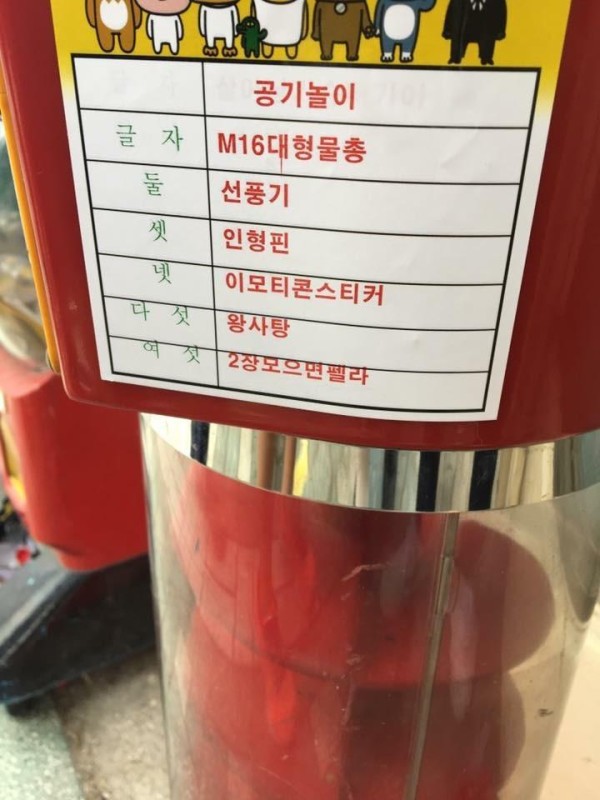 공기놀이
글 자 M16대형물총
둘 선풍기
셋 인형핀
넷 이모티콘스티커
다 섯 왕사탕
여 섯 2장모으면펠라